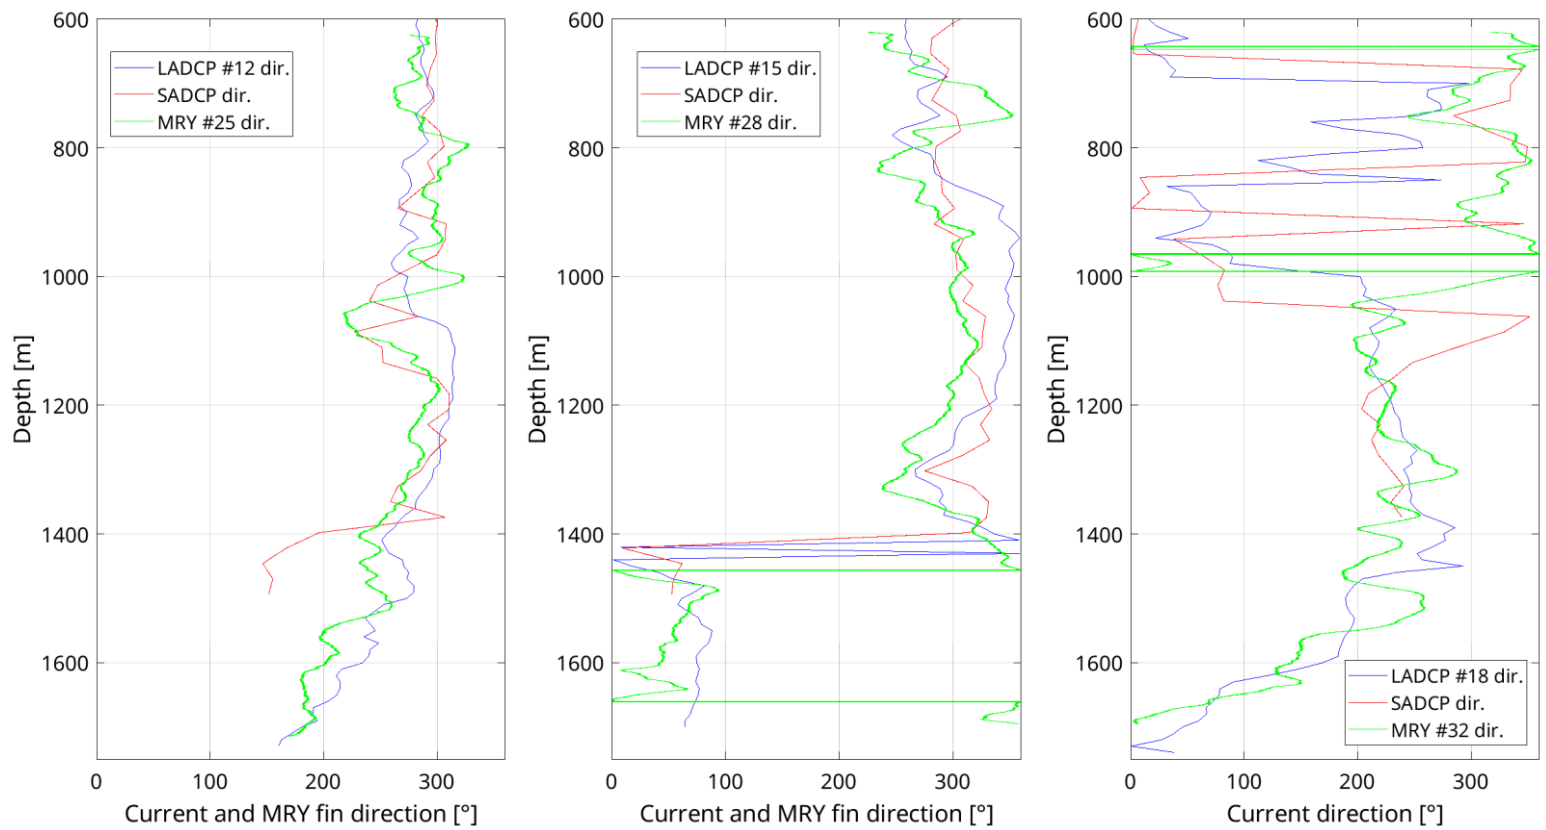 600
800
1000
1200
1400
1600
Depth [m]
0 100 200 300
Current and MRY fin direction [°]
LADCP #12 dir.
SADCP dir.
MRY #25 dir.
600
800
1000
1200
1400
1600
Depth [m]
0 100 200 300
Current and MRY fin direction [°]
LADCP #15 dir.
SADCP dir.
MRY #28 dir.
600
800
1000
1200
1400
1600
Depth [m]
0 100 200 300
Current direction [°]
LADCP #18 dir.
SADCP dir.
MRY #32 dir.